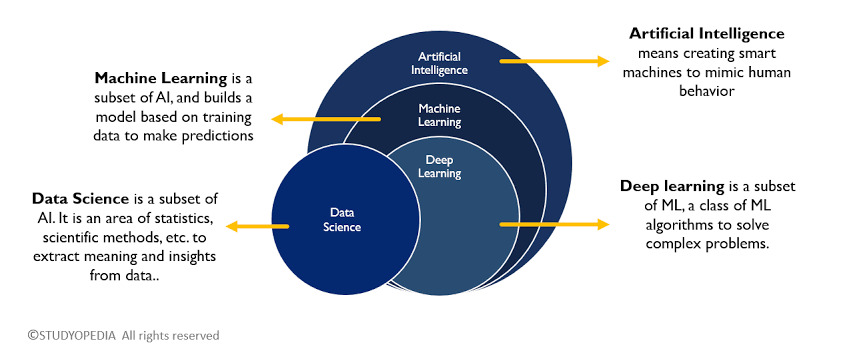 Artificial Intelligence
means creating smart
machines to mimic human
behavior
Machine Learning is a
subset of AI, and builds a
model based on training
data to make predictions
Artificial
Intelligence
Machine
Learning
Deep
Learning
Data
Science
Data Science is a subset of
AI. It is an area of statistics,
scientific methods, etc. to
extract meaning and insights
from data..
Deep learning is a subset
of ML, a class of ML
algorithms to solve
complex problems.
©STUDYOPEDIA All rights reserved